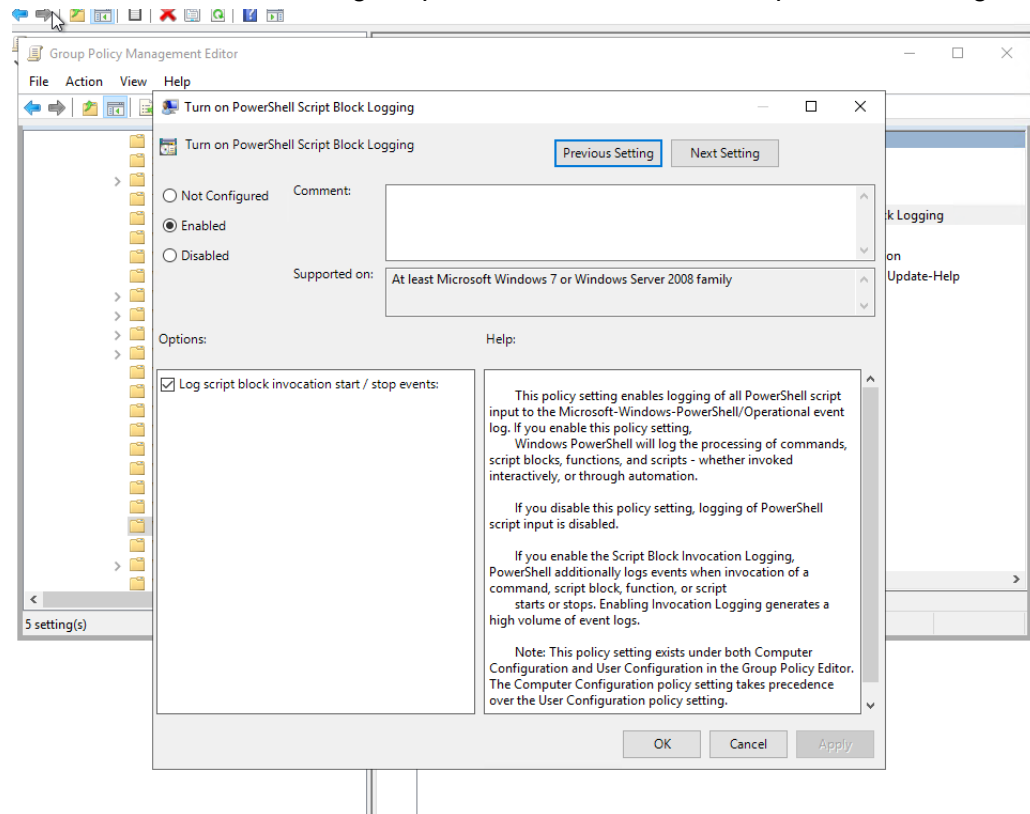 Group Policy Management Editor
File Action View Help
Turn on PowerShell Script Block Logging
Turn on PowerShell Script Block Logging
Previous Setting Next Setting
Not Configured
Comment:
Enabled
Disabled
Supported on:
At least Microsoft Windows 7 or Windows Server 2008 family
k Logging
on
Update-Help
Options:
Help:
Log script block invocation start / stop events:
This policy setting enables logging of all PowerShell script
input to the Microsoft-Windows-PowerShell/Operational event
log. If you enable this policy setting,
Windows PowerShell will log the processing of commands,
script blocks, functions, and scripts - whether invoked
interactively, or through automation.
If you disable this policy setting, logging of PowerShell
script input is disabled.
If you enable the Script Block Invocation Logging,
PowerShell additionally logs events when invocation of a
command, script block, function, or script
starts or stops. Enabling Invocation Logging generates a
high volume of event logs.
Note: This policy setting exists under both Computer
Configuration and User Configuration in the Group Policy Editor.
The Computer Configuration policy setting takes precedence
over the User Configuration policy setting.
5 setting(s)
OK Cancel Apply